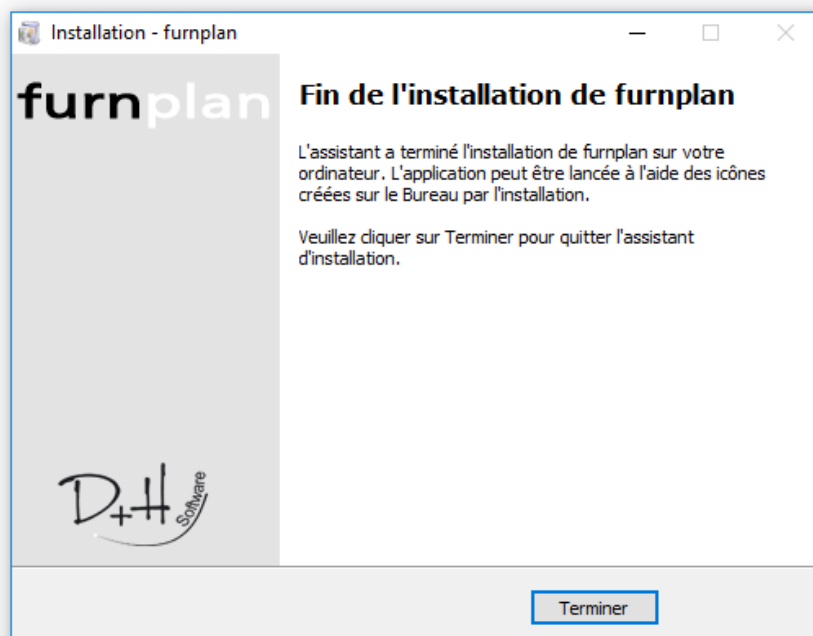 Installation - furnplan
furnplan
Fin de l'installation de furnplan
L'assistant a terminé l'installation de furnplan sur votre
ordinateur. L'application peut être lancée à l'aide des icônes
créées sur le Bureau par l'installation.
Veuillez cliquer sur Terminer pour quitter l'assistant
d'installation.
D+H
Software
Terminer